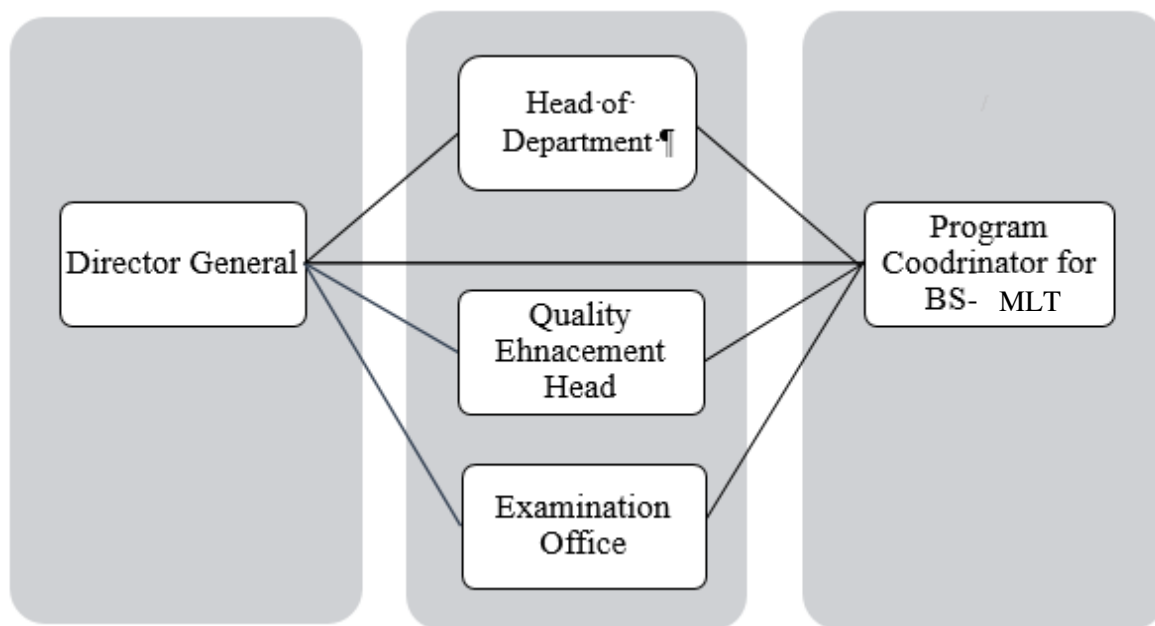 Head·of·
Department·¶
Director General
Program
Coodrinator for
BS- MLT
Quality
Ehnacement
Head
Examination
Office